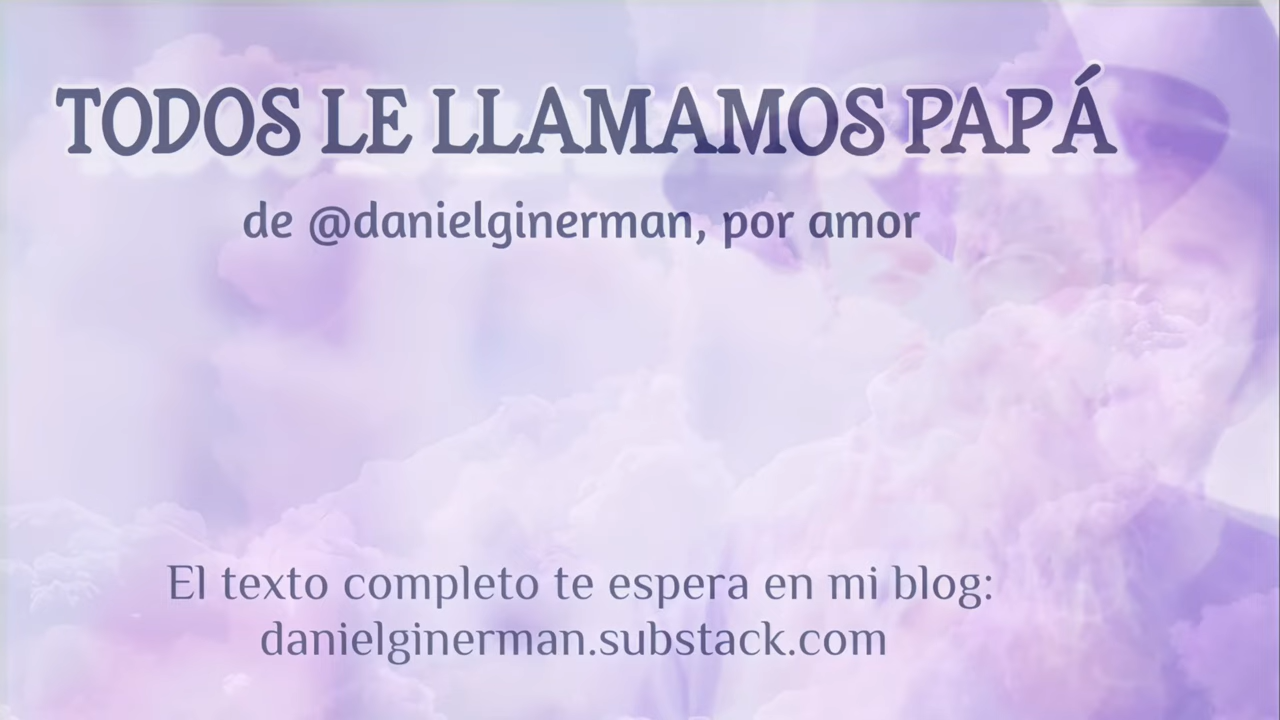 TODOS LE LLAMAMOS PAPÁ
de @danielginerman, por amor
El texto completo te espera en mi blog:
danielginerman.substack.com